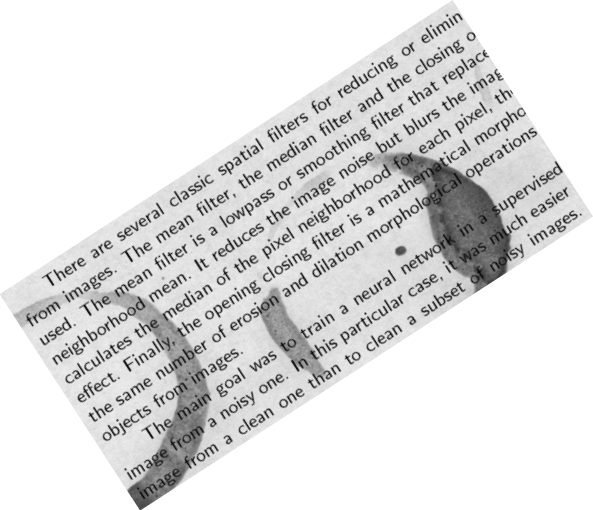 There are several classic spatial filters for reducing or elimin
from images. The mean filter, the median filter and the closing o
used. The mean filter is a lowpass or smoothing filter that replace
neighborhood mean. It reduces the image noise but blurs the imag
calculates the median of the pixel neighborhood for each pixel, th
effect. Finally, the opening closing filter is a mathematical morpho
the same number of erosion and dilation morphological operations
objects from images.
The main goal was to train a neural network in a supervised
image from a noisy one. In this particular case, it was much easier
image from a clean one than to clean a subset of noisy images.